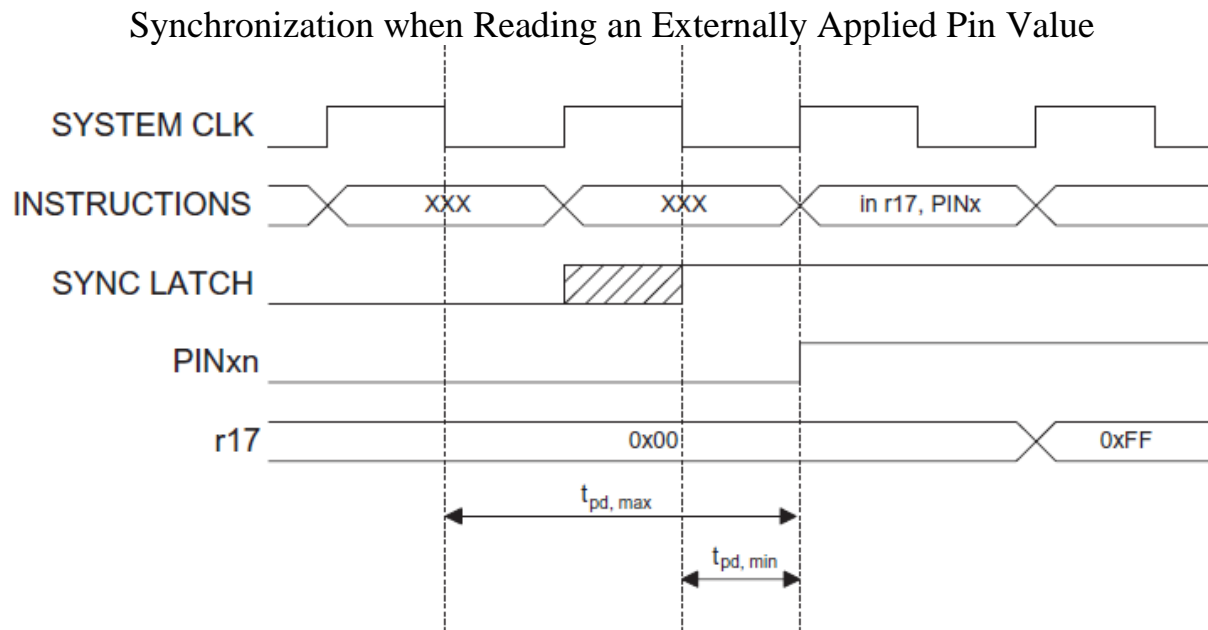 Synchronization when Reading an Externally Applied Pin Value
SYSTEM CLK
INSTRUCTIONS XXX XXX in r17, PINx
SYNC LATCH
PINxn
r17 0x00 0xFF
tpd, max
tpd, min